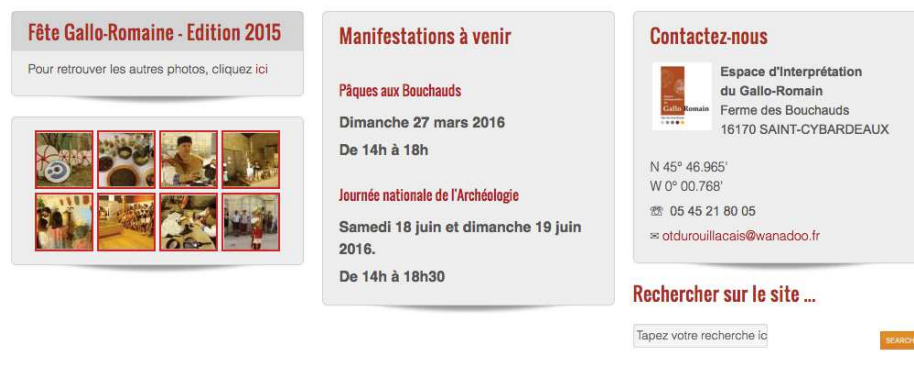 Fête Gallo-Romaine - Edition 2015
Pour retrouver les autres photos, cliquez ici
Manifestations à venir
Pâques aux Bouchauds
Dimanche 27 mars 2016
De 14h à 18h
Journée nationale de l'Archéologie
Samedi 18 juin et dimanche 19 juin
2016.
De 14h à 18h30
Contactez-nous
Gallo Romain
Espace d'Interprétation
du Gallo-Romain
Ferme des Bouchauds
16170 SAINT-CYBARDEAUX
N 45° 46.965'
W 0° 00.768'
☏ 05 45 21 80 05
✉ otdurouillacais@wanadoo.fr
Rechercher sur le site ...
Tapez votre recherche ic
SEARCH